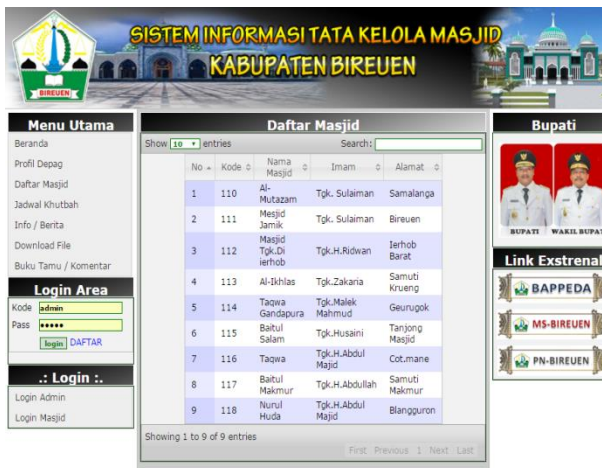 SISTEM INFORMASI TATA KELOLA MASJID
KABUPATEN BIREUEN
BIREUEN
Menu Utama
Beranda
Profil Depag
Daftar Masjid
Jadwal Khutbah
Info / Berita
Download File
Buku Tamu / Komentar
Login Area
Kode admin
Pass •••••
login DAFTAR
.: Login :.
Login Admin
Login Masjid
Daftar Masjid
Show 10 entries Search:
No Kode Nama Masjid Imam Alamat
1 110 Al-Mutazam Tgk. Sulaiman Samalanga
2 111 Mesjid Jamik Tgk. Sulaiman Bireuen
3 112 Masjid Tgk.Di ierhob Tgk.H.Ridwan Ierhob Barat
4 113 Al-Ikhlas Tgk.Zakaria Samuti Krueng
5 114 Taqwa Gandapura Tgk.Malek Mahmud Geurugok
6 115 Baitul Salam Tgk.Husaini Tanjong Masjid
7 116 Taqwa Tgk.H.Abdul Majid Cot.mane
8 117 Baitul Makmur Tgk.H.Abdullah Samuti Makmur
9 118 Nurul Huda Tgk.H.Abdul Majid Blangguron
Showing 1 to 9 of 9 entries
First Previous 1 Next Last
Bupati
BUPATI WAKIL BUPAT
Link Exstrenal
BAPPEDA
MS-BIREUEN
PN-BIREUEN